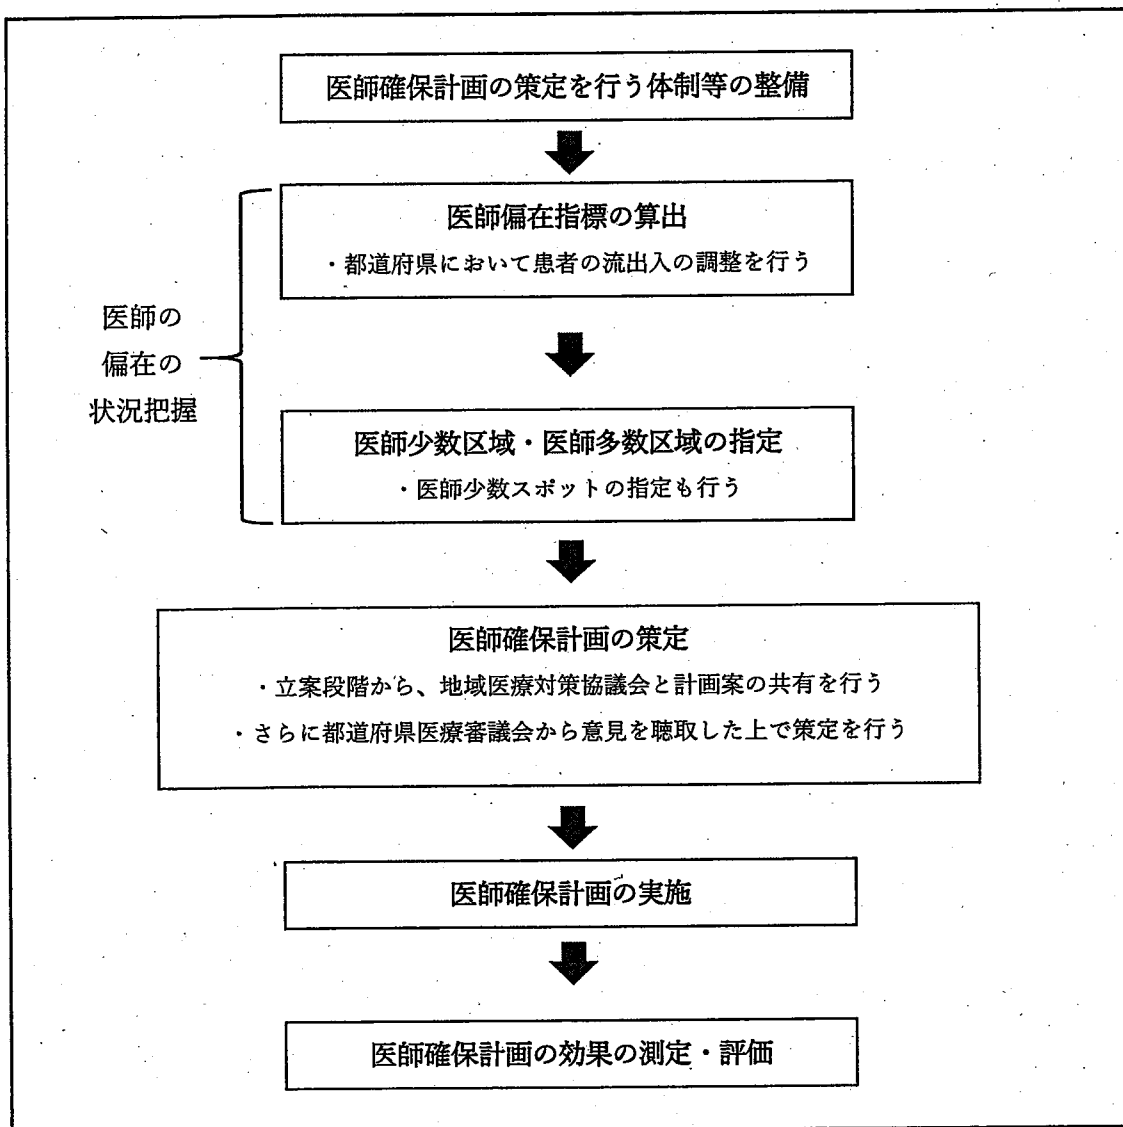 医師確保計画の策定を行う体制等の整備
医師偏在指標の算出
・都道府県において患者の流出入の調整を行う
医師の
偏在の
状況把握
医師少数区域・医師多数区域の指定
・医師少数スポットの指定も行う
医師確保計画の策定
・立案段階から、地域医療対策協議会と計画案の共有を行う
・さらに都道府県医療審議会から意見を聴取した上で策定を行う
医師確保計画の実施
医師確保計画の効果の測定・評価